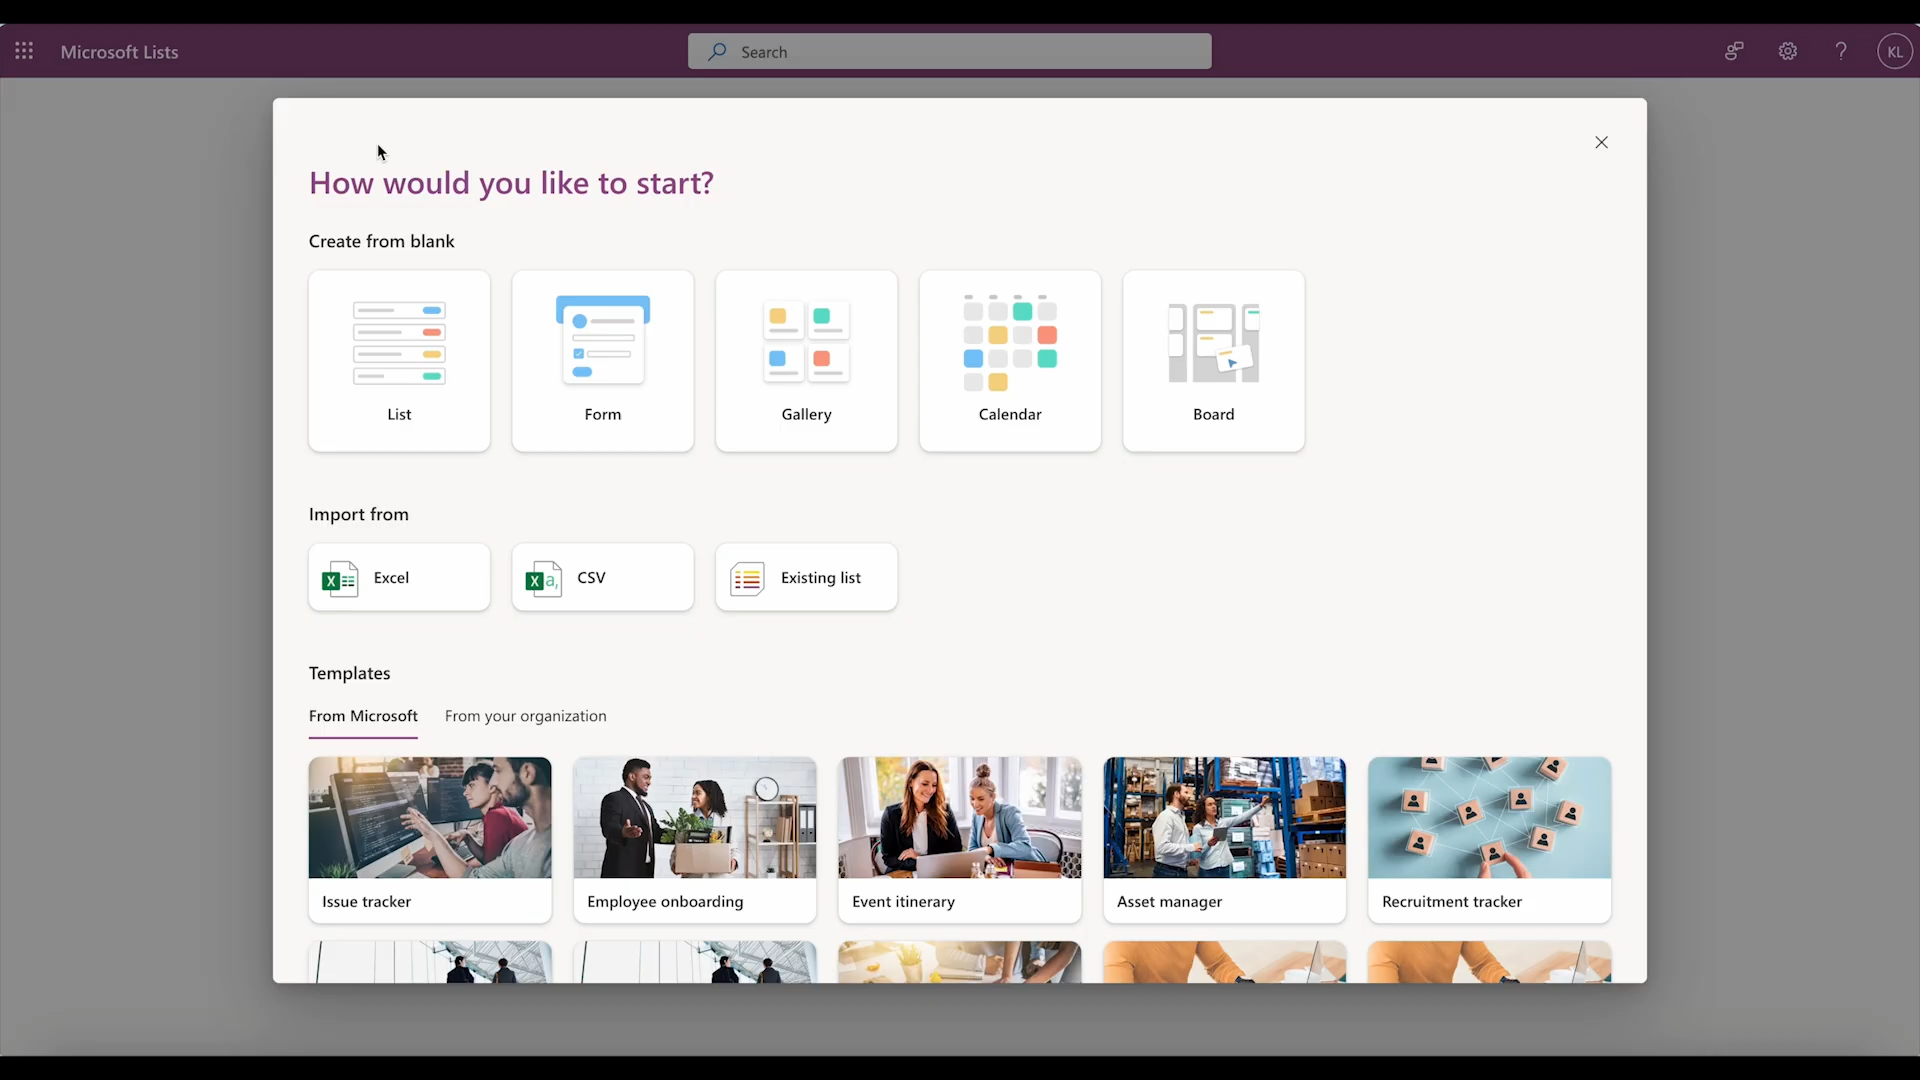 Microsoft Lists
Search
KL
How would you like to start?
Create from blank
List
Form
Gallery
Calendar
Board
Import from
Excel
CSV
Existing list
Templates
From Microsoft
From your organization
Issue tracker
Employee onboarding
Event itinerary
Asset manager
Recruitment tracker